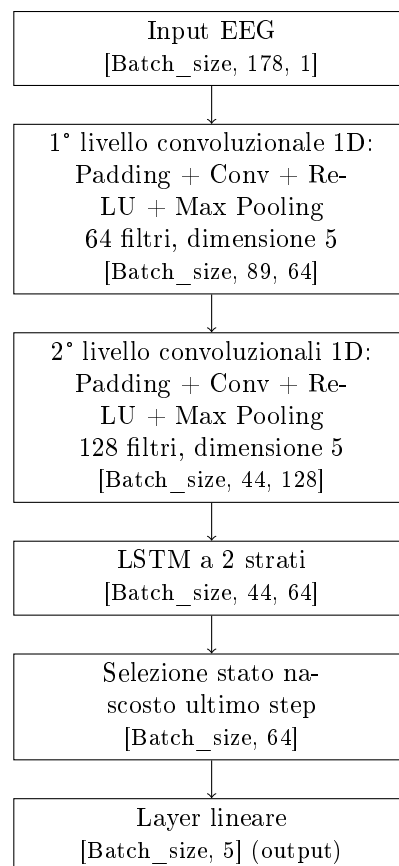 Input EEG
[Batch_size, 178, 1]
1° livello convoluzionale 1D:
Padding + Conv + Re-
LU + Max Pooling
64 filtri, dimensione 5
[Batch_size, 89, 64]
2° livello convoluzionali 1D:
Padding + Conv + Re-
LU + Max Pooling
128 filtri, dimensione 5
[Batch_size, 44, 128]
LSTM a 2 strati
[Batch_size, 44, 64]
Selezione stato na-
scosto ultimo step
[Batch_size, 64]
Layer lineare
[Batch_size, 5] (output)